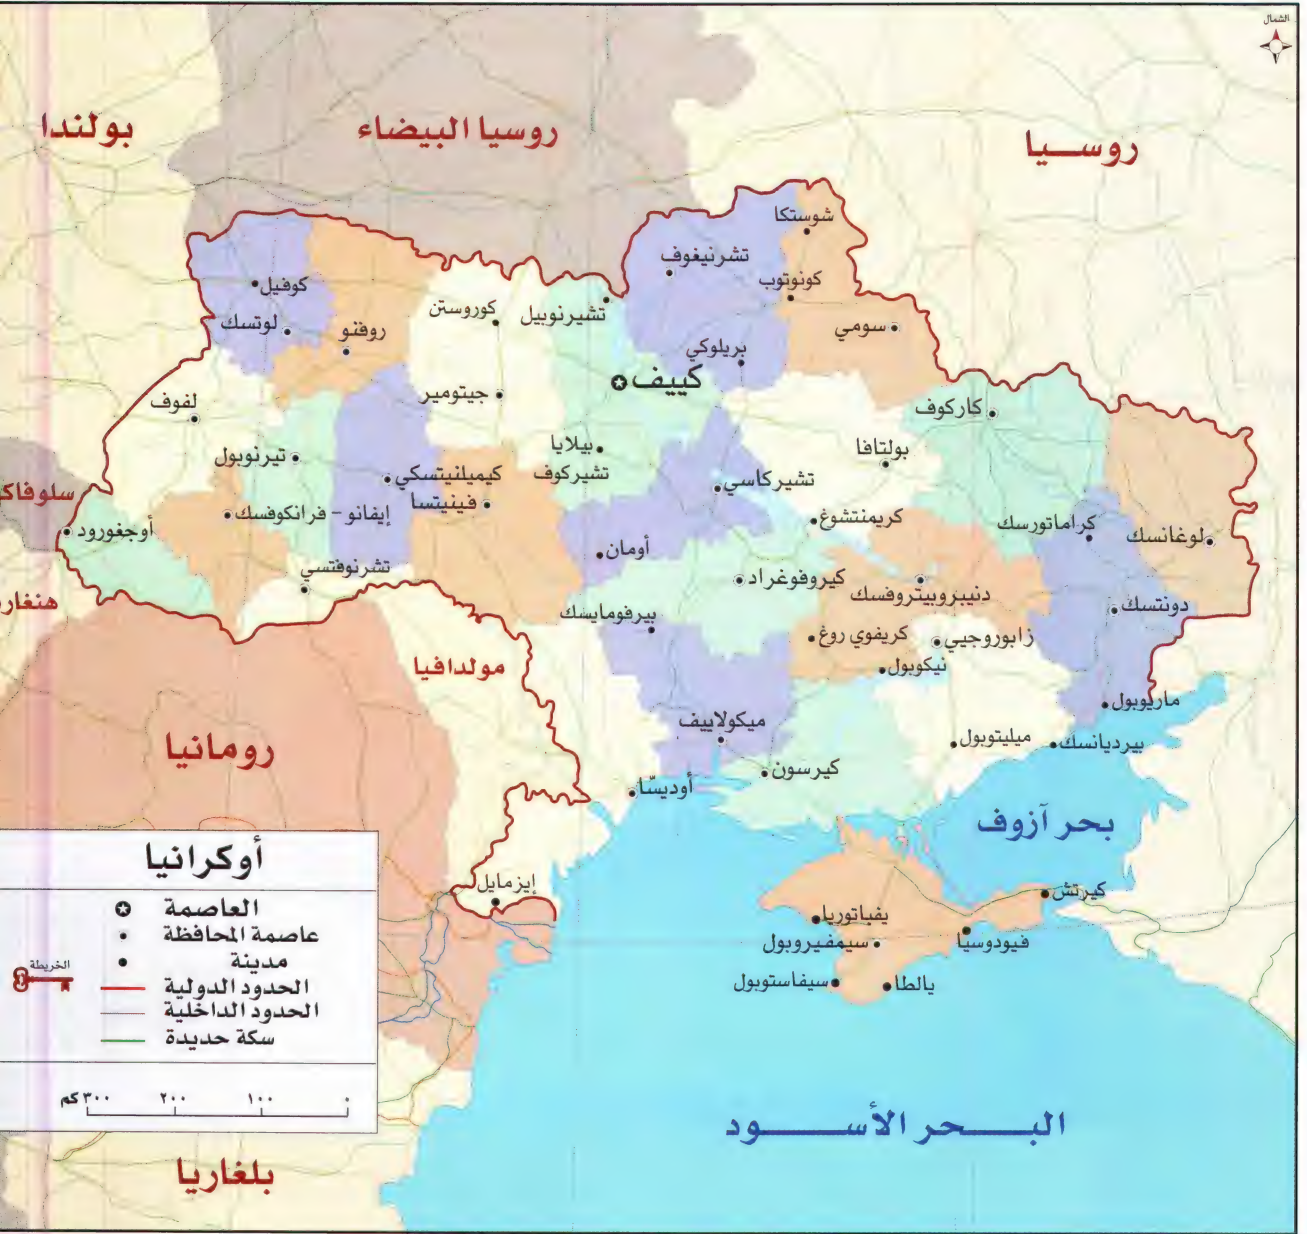 الشمال
روسيا
روسيا البيضاء
بولندا
شوستكا
تشرنيغوف
كونوتوب
كوفيل
كوروستن
تشيرنوبيل
لوتسك
روفنو
سومي
بريلوكي
كييف
جيتومير
لفوف
كاركوف
بيلايا
تشيركوف
بولتافا
تيرنوبول
كيميلنيتسكي
تشيركاسي
سلوفاك
فينيتسا
إيفانو - فرانكوفسك
كريمنتشوغ
كراماتورسك
لوغانسك
أوجغورود
أومان
تشرنوفتسي
كيروفوغراد
دنيبروبيتروفسك
هنغار
بيرفومايسك
دونتسك
كريفوي روغ
زابوروجيي
نيكوبول
مولدافيا
ماريوبول
ميكولاييف
ميليتوبول
بيرديانسك
رومانيا
كيرسون
أوديسّا
بحر آزوف
إيزمايل
كيرتش
يفباتوريا
سيمفيروبول
فيودوسيا
سيفاستوبول
يالطا
البحر الأسود
بلغاريا
أوكرانيا
العاصمة
عاصمة المحافظة
مدينة
الخريطة
الحدود الدولية
الحدود الداخلية
سكة حديدة
٠ ١٠٠ ٢٠٠ ٣٠٠ كم